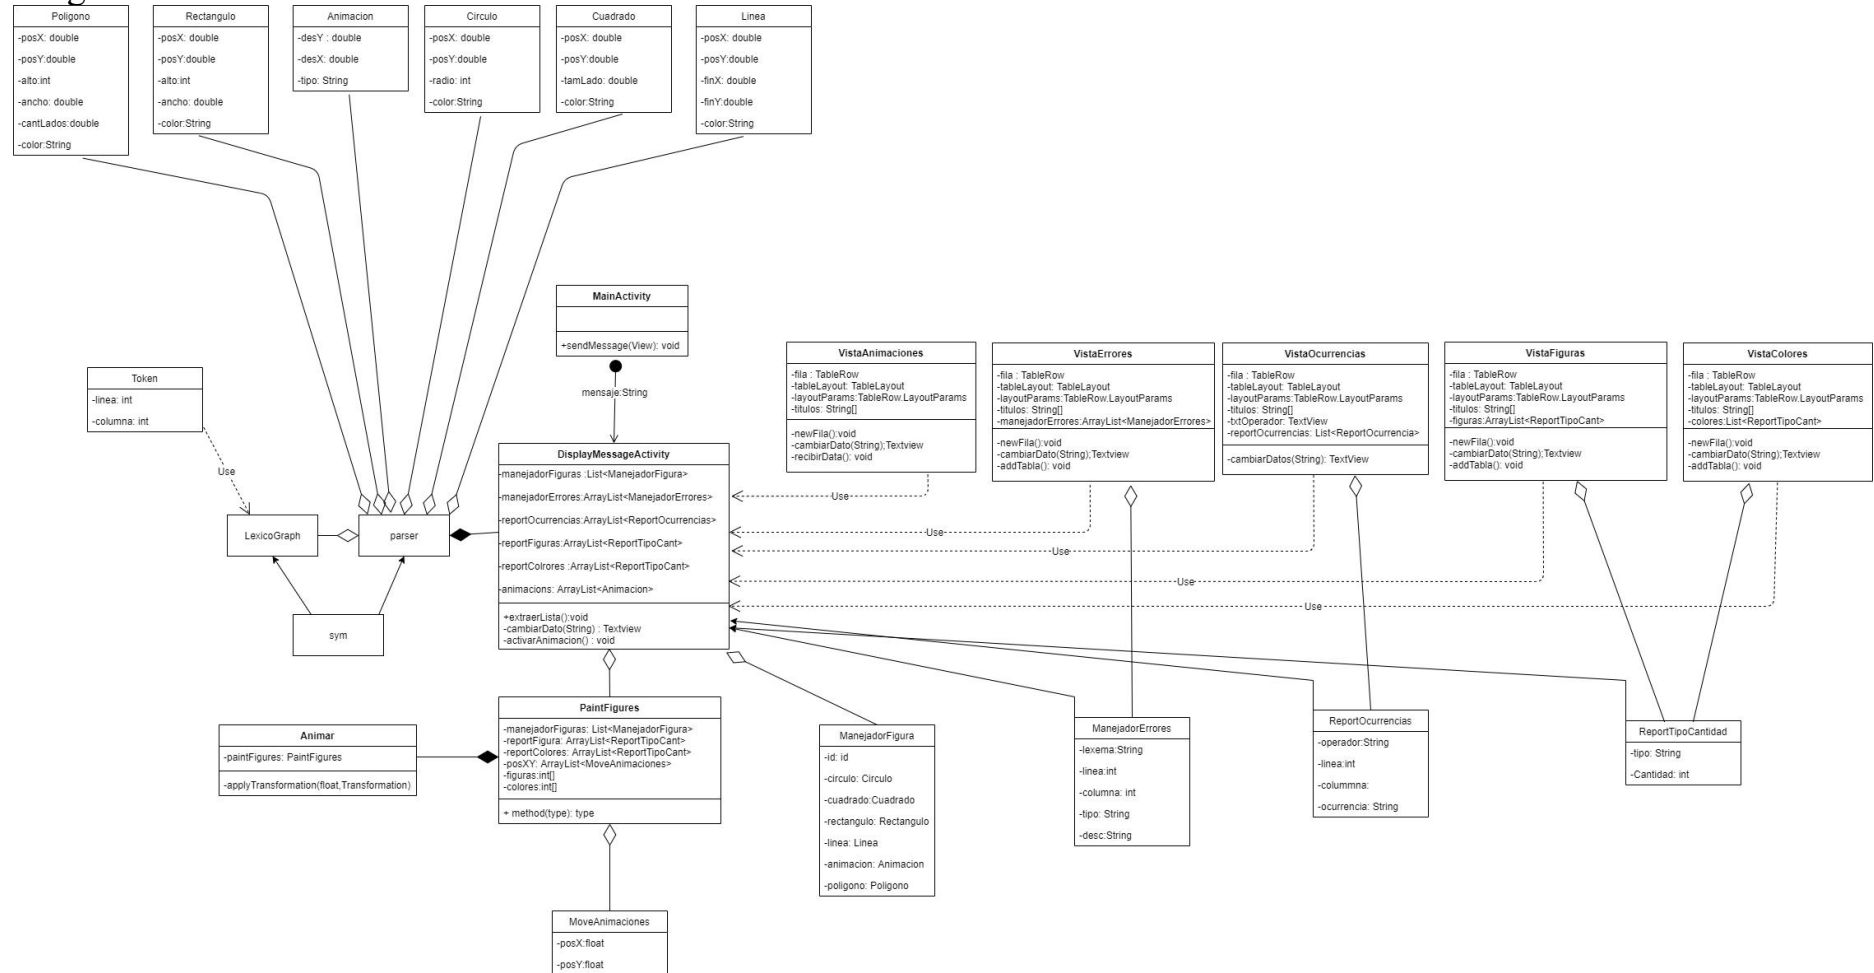 Poligono
-posX: double
-posY:double
-alto:int
-ancho: double
-cantLados:double
-color:String
Rectangulo
-posX: double
-posY:double
-alto:int
-ancho: double
-color:String
Animacion
-desY : double
-desX: double
-tipo: String
Circulo
-posX: double
-posY:double
-radio: int
-color:String
Cuadrado
-posX: double
-posY:double
-tamLado: double
-color:String
Linea
-posX: double
-posY:double
-finX: double
-finY:double
-color:String
MainActivity
+sendMessage(View): void
mensaje:String
Token
-linea: int
-columna: int
Use
LexicoGraph
parser
sym
DisplayMessageActivity
-manejadorFiguras :List<ManejadorFigura>
-manejadorErrores:ArrayList<ManejadorErrores>
-reportOcurrencias:ArrayList<ReportOcurrencias>
-reportFiguras:ArrayList<ReportTipoCant>
-reportColrores :ArrayList<ReportTipoCant>
-animacions: ArrayList<Animacion>
+extraerLista():void
-cambiarDato(String) : Textview
-activarAnimacion() : void
VistaAnimaciones
-fila : TableRow
-tableLayout: TableLayout
-layoutParams:TableRow.LayoutParams
-titulos: String[]
-newFila():void
-cambiarDato(String);Textview
-recibirData(): void
VistaErrores
-fila : TableRow
-tableLayout: TableLayout
-layoutParams:TableRow.LayoutParams
-titulos: String[]
-manejadorErrores:ArrayList<ManejadorErrores>
-newFila():void
-cambiarDato(String);Textview
-addTabla(): void
VistaOcurrencias
-fila : TableRow
-tableLayout: TableLayout
-layoutParams:TableRow.LayoutParams
-titulos: String[]
-txtOperador: TextView
-reportOcurrencias: List<ReportOcurrencia>
-cambiarDatos(String): TextView
VistaFiguras
-fila : TableRow
-tableLayout: TableLayout
-layoutParams:TableRow.LayoutParams
-titulos: String[]
-figuras:ArrayList<ReportTipoCant>
-newFila():void
-cambiarDato(String);Textview
-addTabla(): void
VistaColores
-fila : TableRow
-tableLayout: TableLayout
-layoutParams:TableRow.LayoutParams
-titulos: String[]
-colores:List<ReportTipoCant>
-newFila():void
-cambiarDato(String);Textview
-addTabla(): void
Use
Use
Use
Use
Use
PaintFigures
-manejadorFiguras: List<ManejadorFigura>
-reportFigura: ArrayList<ReportTipoCant>
-reportColores: ArrayList<ReportTipoCant>
-posXY: ArrayList<MoveAnimaciones>
-figuras:int[]
-colores:int[]
+ method(type): type
Animar
-paintFigures: PaintFigures
-applyTransformation(float,Transformation)
ManejadorFigura
-id: id
-circulo: Circulo
-cuadrado:Cuadrado
-rectangulo: Rectangulo
-linea: Linea
-animacion: Animacion
-poligono: Poligono
ManejadorErrores
-lexema:String
-linea:int
-columna: int
-tipo: String
-desc:String
ReportOcurrencias
-operador:String
-linea:int
-colummna:
-ocurrencia: String
ReportTipoCantidad
-tipo: String
-Cantidad: int
MoveAnimaciones
-posX:float
-posY:float